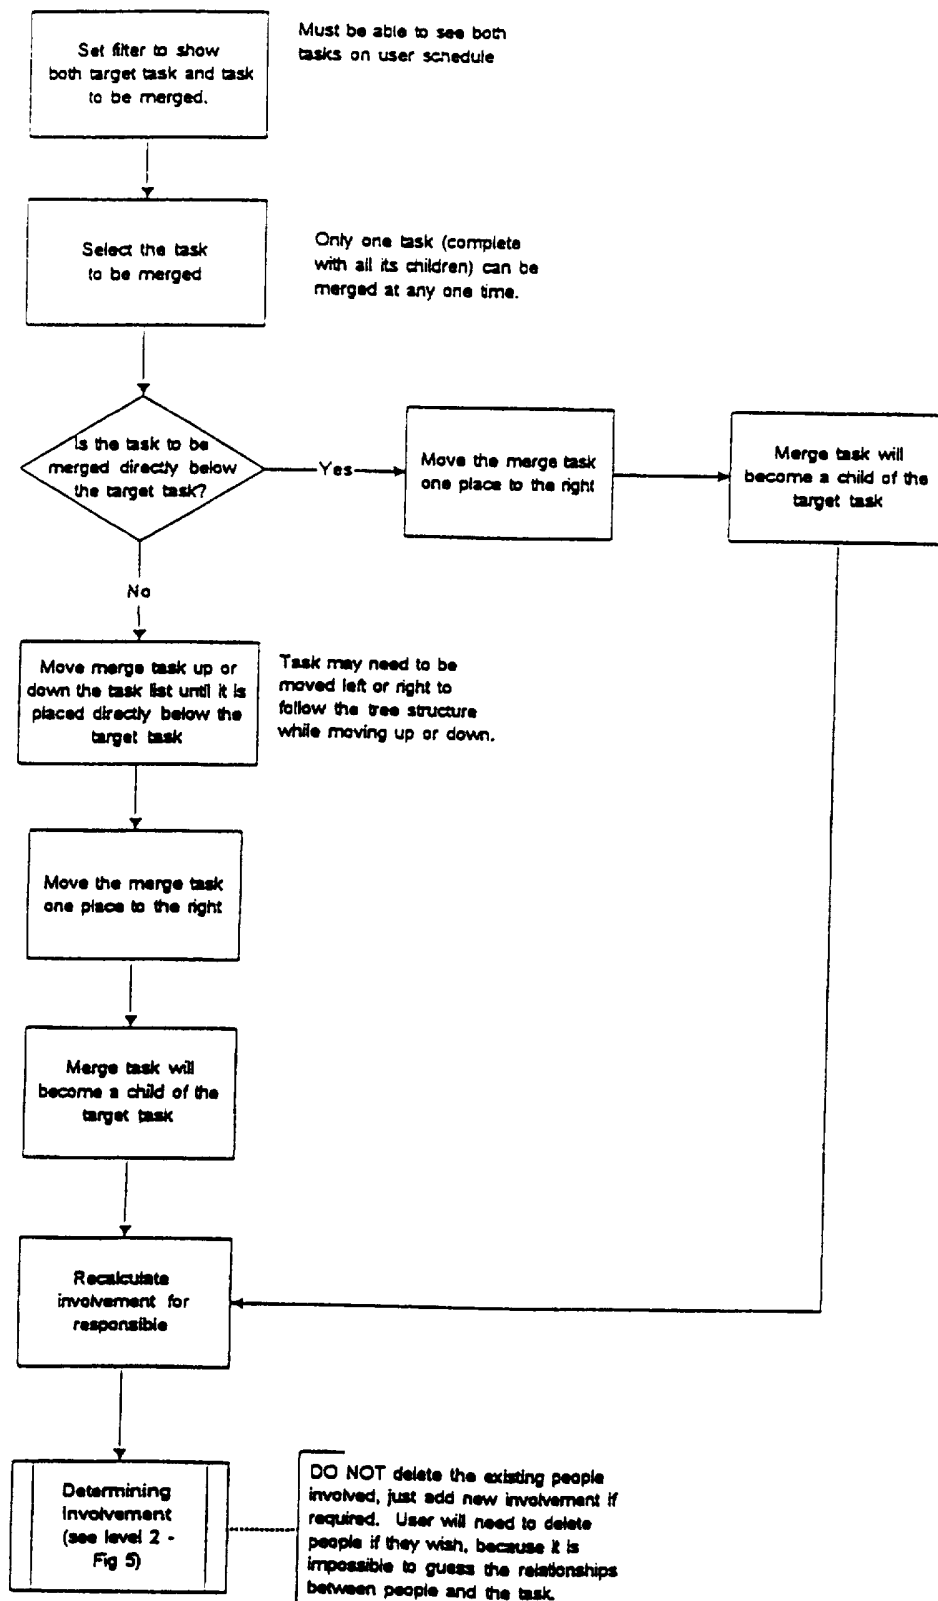 Set filter to show
both target task and task
to be merged.
Must be able to see both
tasks on user schedule
Select the task
to be merged
Only one task (complete
with all its children) can be
merged at any one time.
Is the task to be
merged directly below
the target task?
Yes
Move the merge task
one place to the right
Merge task will
become a child of the
target task
No
Move merge task up or
down the task list until it is
placed directly below the
target task
Task may need to be
moved left or right to
follow the tree structure
while moving up or down.
Move the merge task
one place to the right
Merge task will
become a child of the
target task
Recalculate
involvement for
responsible
Determining
Involvement
(see level 2 -
Fig 5)
DO NOT delete the existing people
involved, just add new involvement if
required. User will need to delete
people if they wish, because it is
impossible to guess the relationships
between people and the task.